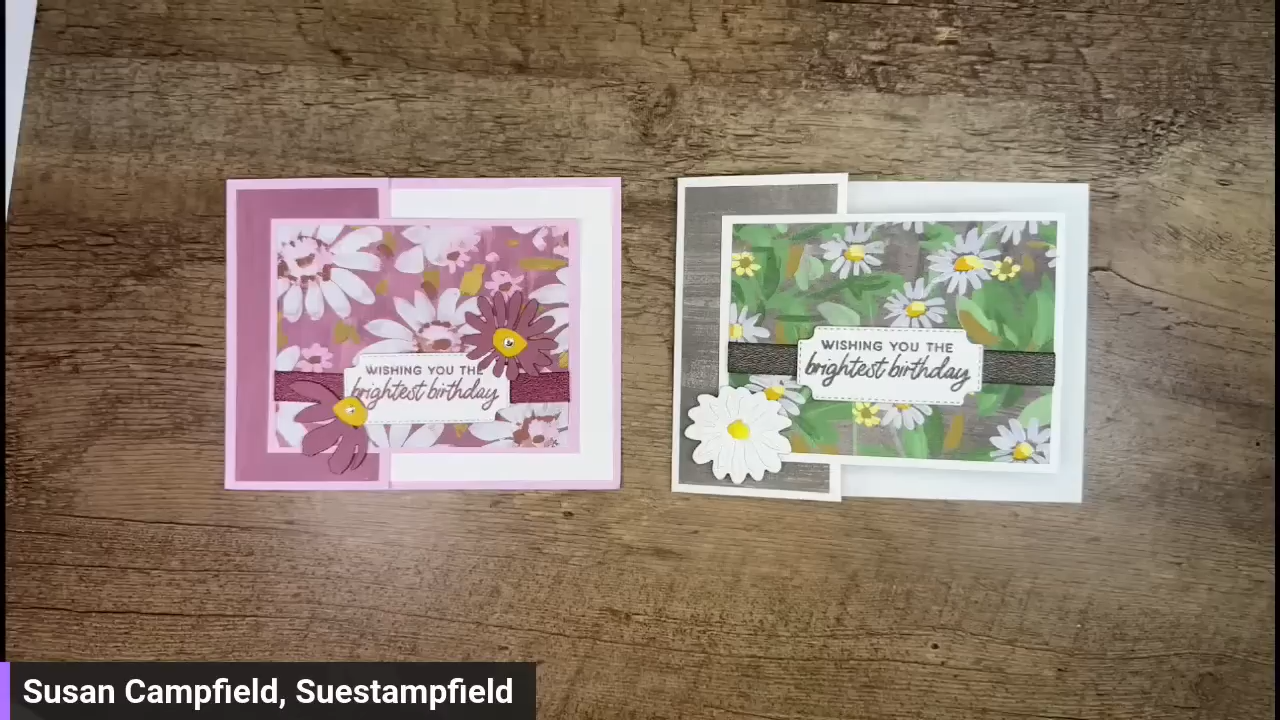 WISHING YOU THE
brightest birthday
WISHING YOU THE
brightest birthday
Susan Campfield, Suestampfield